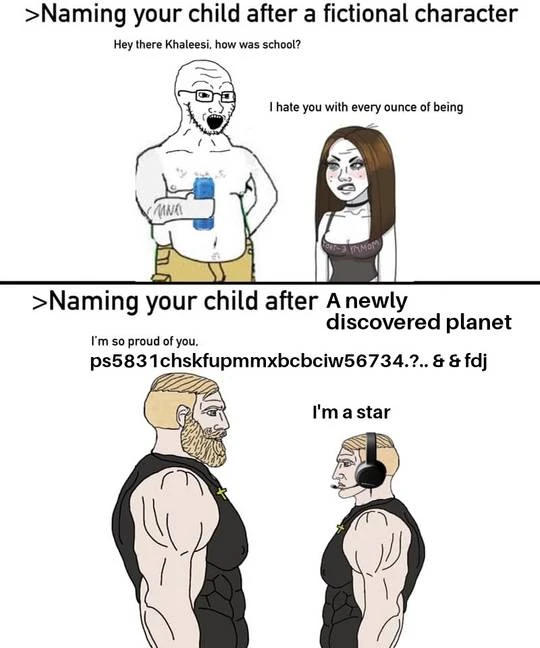 >Naming your child after a fictional character
Hey there Khaleesi, how was school?
I hate you with every ounce of being
>Naming your child after A newly
discovered planet
I'm so proud of you,
ps5831chskfupmmxbcbciw56734.?.. & & fdj
I'm a star